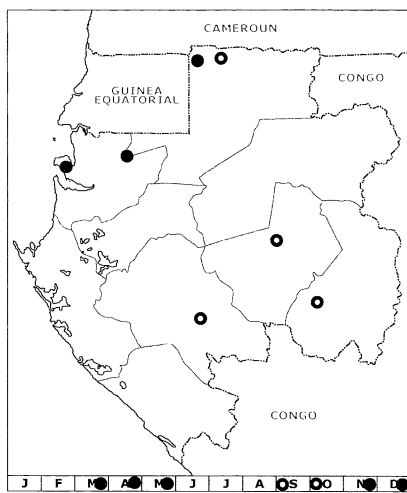 CAMEROUN
CONGO
GUINEA
EQUATORIAL
CONGO
J F M A M J J A S O N D